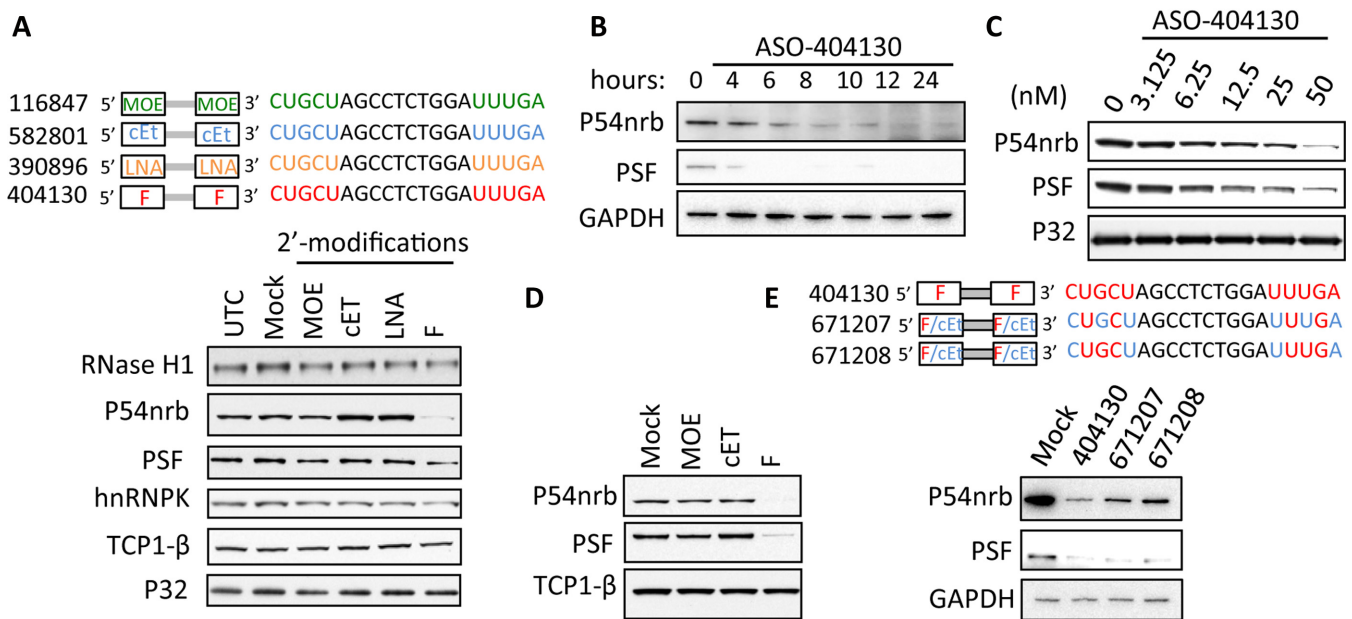 A
116847 5’ MOE MOE 3’ CUGCUAGCCTCTGGAUUUGA
582801 5’ cEt cEt 3’ CUGCUAGCCTCTGGAUUUGA
390896 5’ LNA LNA 3’ CUGCUAGCCTCTGGAUUUGA
404130 5’ F F 3’ CUGCUAGCCTCTGGAUUUGA
2’-modifications
UTC Mock MOE cET LNA F
RNase H1
P54nrb
PSF
hnRNPK
TCP1-β
P32
B
ASO-404130
hours: 0 4 6 8 10 12 24
P54nrb
PSF
GAPDH
C
ASO-404130
(nM) 0 3.125 6.25 12.5 25 50
P54nrb
PSF
P32
D
Mock MOE cET F
P54nrb
PSF
TCP1-β
E
404130 5’ F F 3’ CUGCUAGCCTCTGGAUUUGA
671207 5’ F/cEt F/cEt 3’ CUGCUAGCCTCTGGAUUUGA
671208 5’ F/cEt F/cEt 3’ CUGCUAGCCTCTGGAUUUGA
Mock 404130 671207 671208
P54nrb
PSF
GAPDH